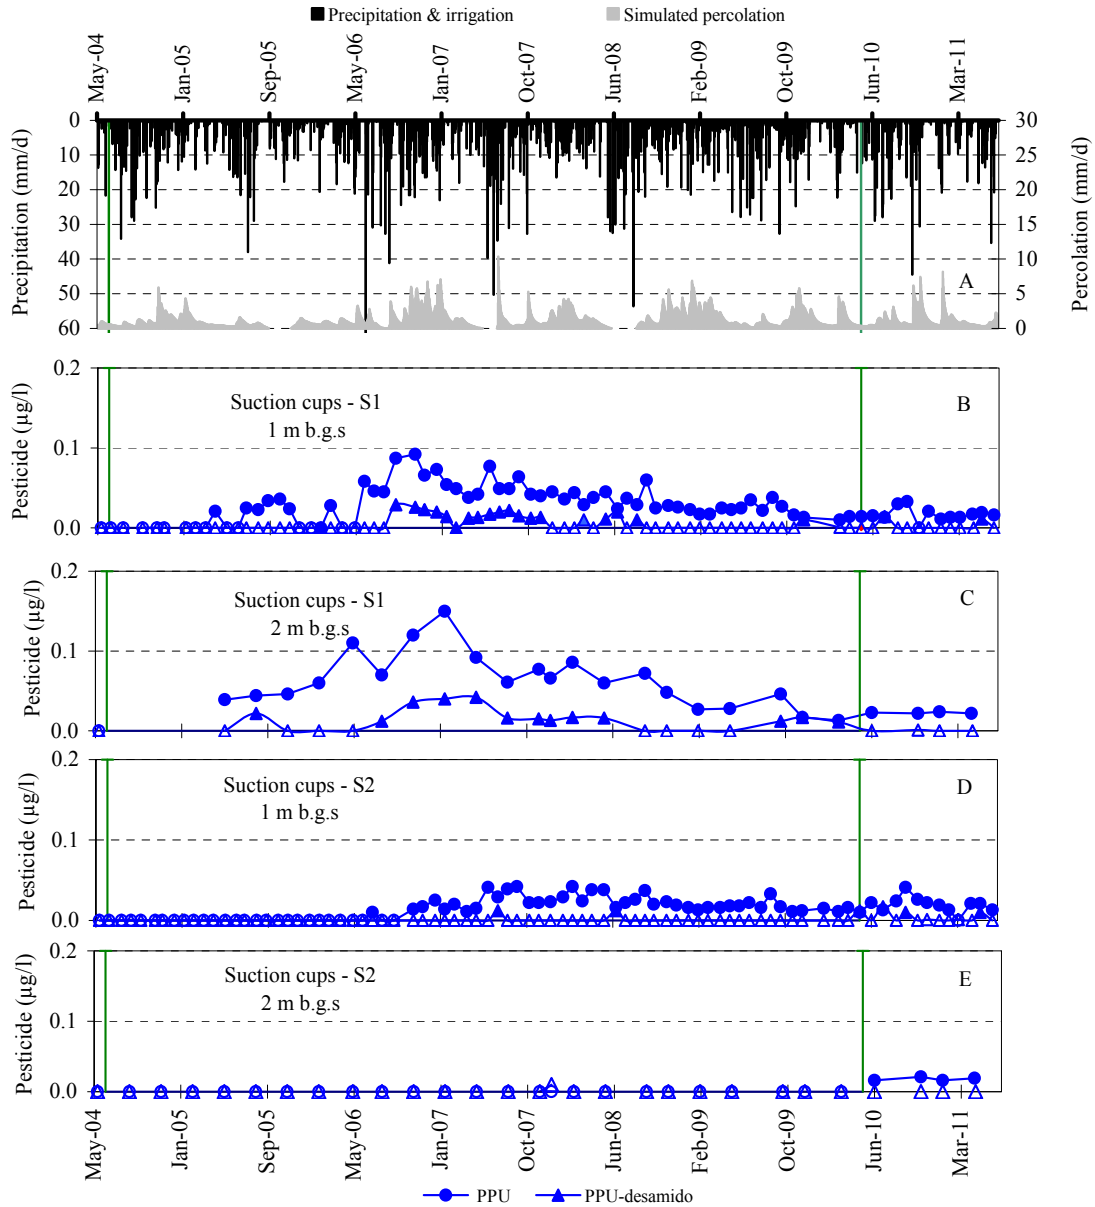 Precipitation & irrigation
Simulated percolation
May-04
Jan-05
Sep-05
May-06
Jan-07
Oct-07
Jun-08
Feb-09
Oct-09
Jun-10
Mar-11
Precipitation (mm/d)
0
10
20
30
40
50
60
30
25
20
15
10
5
0
Percolation (mm/d)
A
Pesticide (µg/l)
0.2
0.1
0.0
Suction cups - S1
1 m b.g.s
B
Pesticide (µg/l)
0.2
0.1
0.0
Suction cups - S1
2 m b.g.s
C
Pesticide (µg/l)
0.2
0.1
0.0
Suction cups - S2
1 m b.g.s
D
Pesticide (µg/l)
0.2
0.1
0.0
Suction cups - S2
2 m b.g.s
E
May-04
Jan-05
Sep-05
May-06
Jan-07
Oct-07
Jun-08
Feb-09
Oct-09
Jun-10
Mar-11
PPU
PPU-desamido